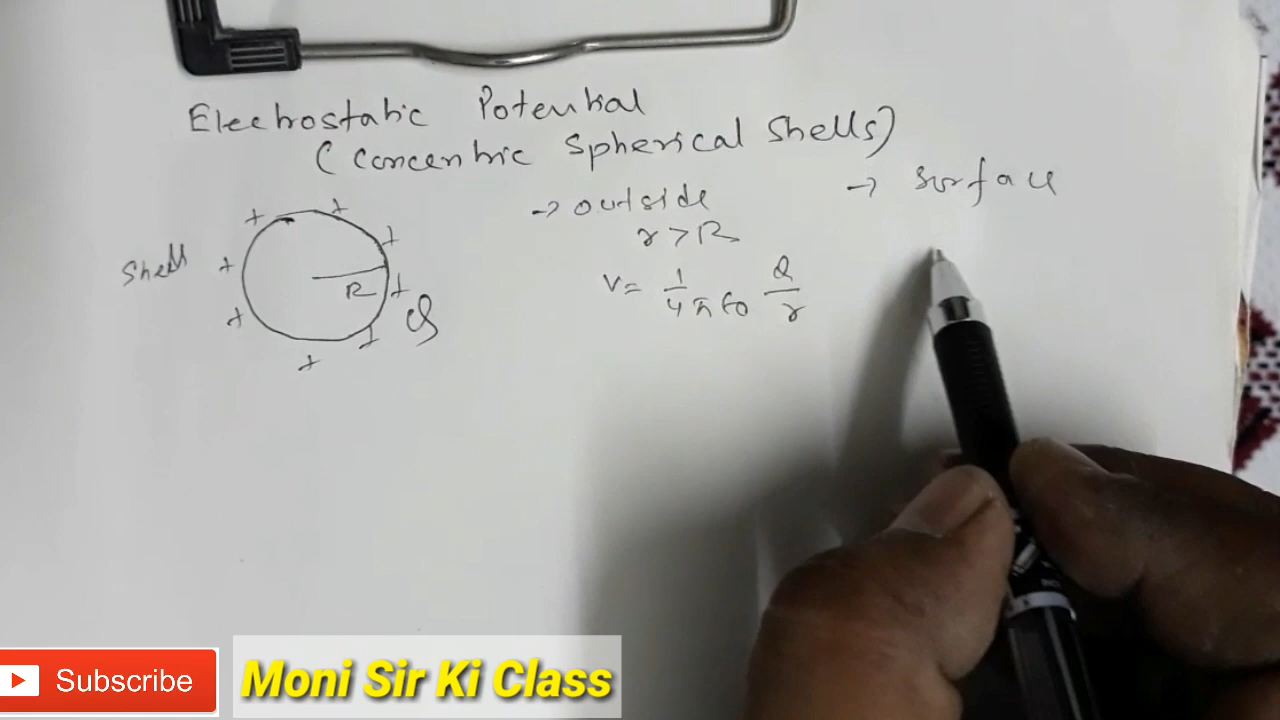 Electrostatic Potential
(Concentric Spherical Shells)
→ outside
→ surface
r > R
Shell
R
Q
V = 1/4πε0 Q/r
Subscribe
Moni Sir Ki Class